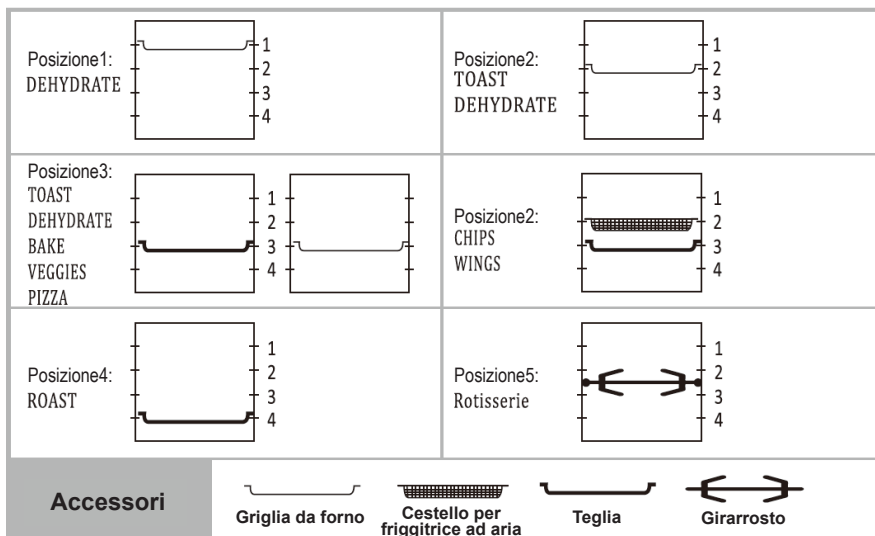 Posizione1:
DEHYDRATE
1
2
3
4
Posizione2:
TOAST
DEHYDRATE
1
2
3
4
Posizione3:
TOAST
DEHYDRATE
BAKE
VEGGIES
PIZZA
1
2
3
4
Posizione2:
CHIPS
WINGS
1
2
3
4
Posizione4:
ROAST
1
2
3
4
Posizione5:
Rotisserie
1
2
3
4
Accessori
Griglia da forno
Cestello per
friggitrice ad aria
Teglia
Girarrosto